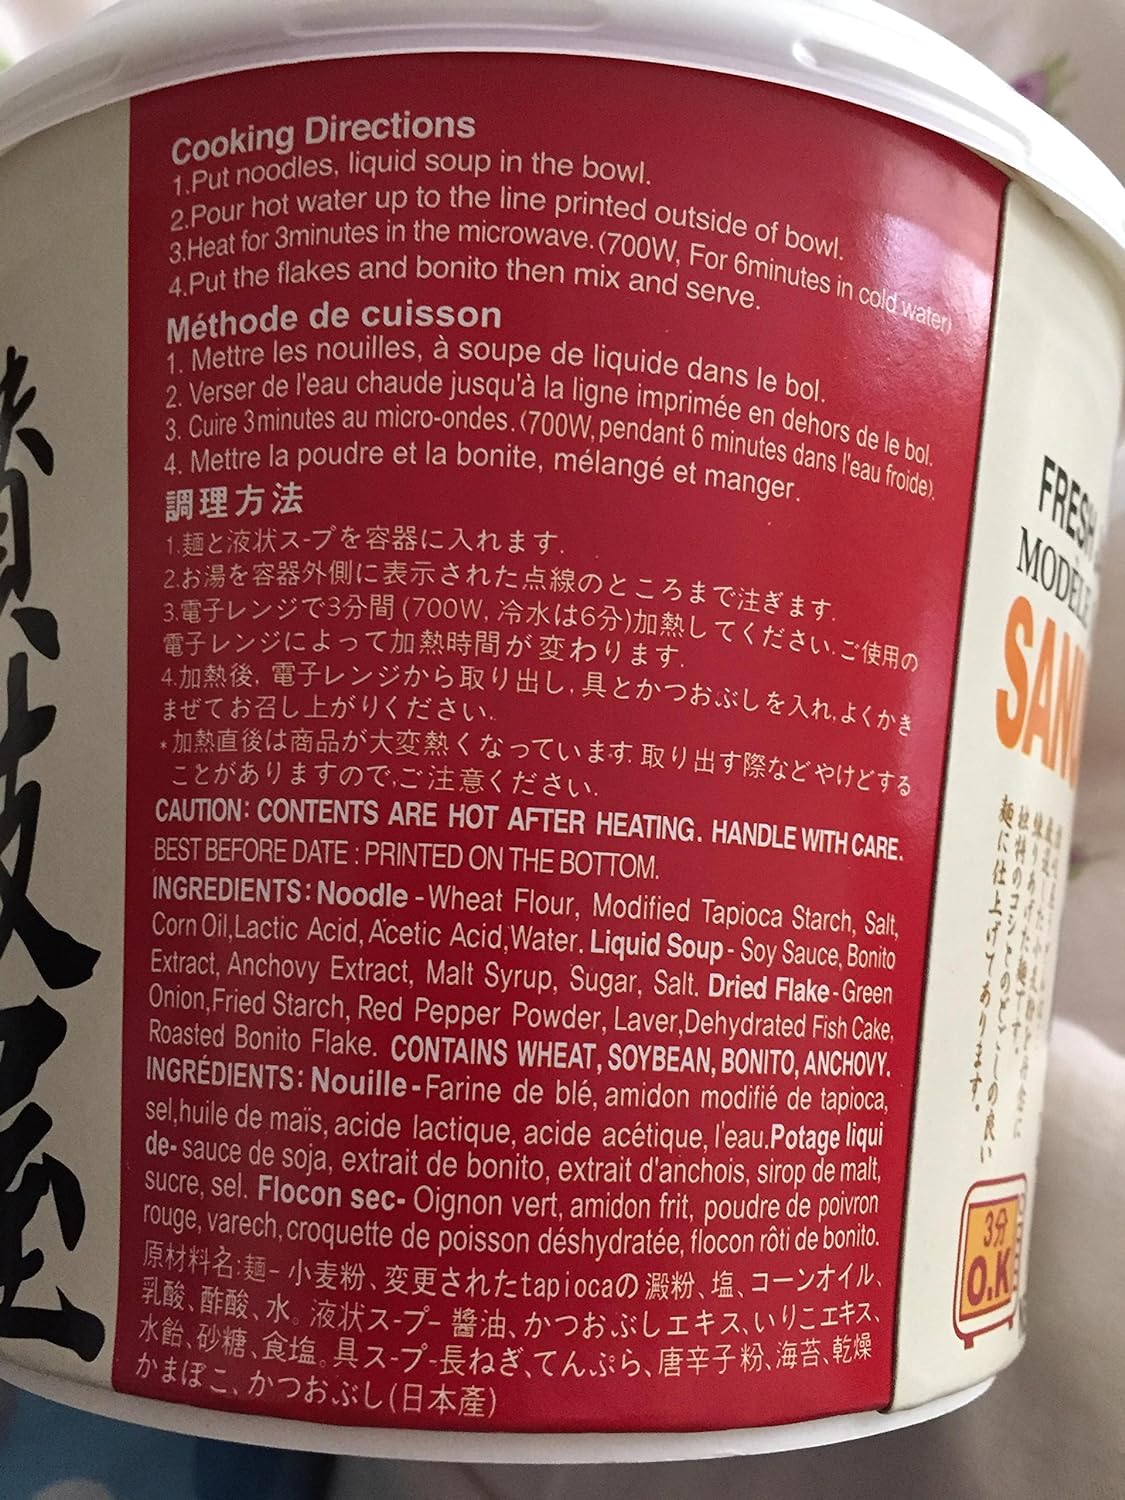 Cooking Directions
1.Put noodles, liquid soup in the bowl.
2.Pour hot water up to the line printed outside of bowl.
3.Heat for 3minutes in the microwave.(700W, For 6minutes in cold water)
4.Put the flakes and bonito then mix and serve.
Méthode de cuisson
1. Mettre les nouilles, à soupe de liquide dans le bol.
2. Verser de l'eau chaude jusqu'à la ligne imprimée en dehors de le bol.
3. Cuire 3minutes au micro-ondes. (700W, pendant 6 minutes dans l'eau froide).
4. Mettre la poudre et la bonite, mélangé et manger.
調理方法
1.麺と液状スープを容器に入れます.
2.お湯を容器外側に表示された点線のところまで注ぎます.
3.電子レンジで3分間 (700W, 冷水は6分)加熱してください.ご使用の
電子レンジによって加熱時間が変わります.
4.加熱後, 電子レンジから取り出し, 具とかつおぶしを入れ,よくかき
まぜてお召し上がりください.
*加熱直後は商品が大変熱くなっています. 取り出す際などやけどする
ことがありますので,ご注意ください.
CAUTION: CONTENTS ARE HOT AFTER HEATING. HANDLE WITH CARE.
BEST BEFORE DATE : PRINTED ON THE BOTTOM.
INGREDIENTS: Noodle - Wheat Flour, Modified Tapioca Starch, Salt,
Corn Oil,Lactic Acid, Acetic Acid,Water. Liquid Soup - Soy Sauce, Bonito
Extract, Anchovy Extract, Malt Syrup, Sugar, Salt. Dried Flake - Green
Onion,Fried Starch, Red Pepper Powder, Laver,Dehydrated Fish Cake,
Roasted Bonito Flake. CONTAINS WHEAT, SOYBEAN, BONITO, ANCHOVY.
INGRÉDIENTS: Nouille - Farine de blé, amidon modifié de tapioca,
sel,huile de maïs, acide lactique, acide acétique, l'eau.Potage liqui
de- sauce de soja, extrait de bonito, extrait d'anchois, sirop de malt,
sucre, sel. Flocon sec- Oignon vert, amidon frit, poudre de poivron
rouge, varech, croquette de poisson déshydratée, flocon rôti de bonito.
原材料名:麺- 小麦粉、変更されたtapiocaの澱粉、塩、コーンオイル、
乳酸、酢酸、水。液状スープ- 醬油、かつおぶしエキス、いりこエキス、
水飴、砂糖、食塩。具スープ-長ねぎ、てんぷら、唐辛子粉、海苔、乾燥
かまぼこ、かつおぶし(日本産)
岐屋
FRESH
MODELE
SANU
麺に仕上げてあります。
3分
O.K